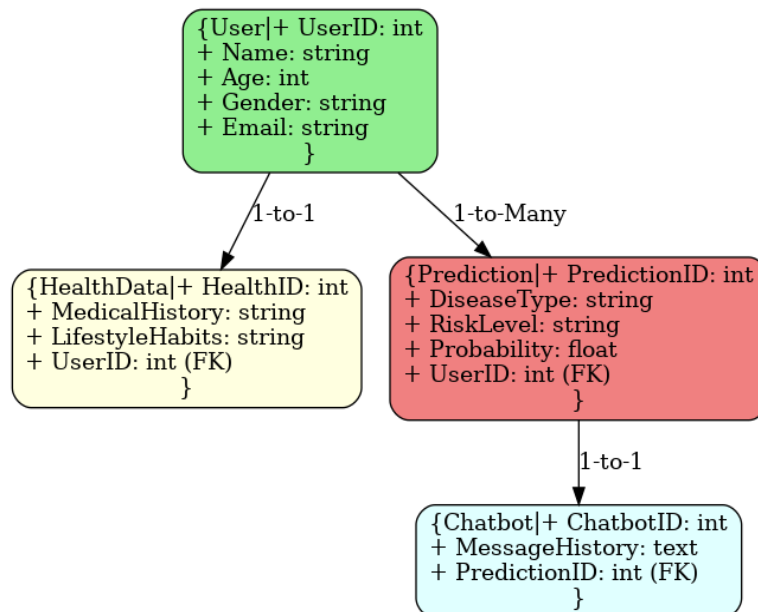 {User|+ UserID: int
+ Name: string
+ Age: int
+ Gender: string
+ Email: string
}
1-to-1
1-to-Many
{HealthData|+ HealthID: int
+ MedicalHistory: string
+ LifestyleHabits: string
+ UserID: int (FK)
}
{Prediction|+ PredictionID: int
+ DiseaseType: string
+ RiskLevel: string
+ Probability: float
+ UserID: int (FK)
}
1-to-1
{Chatbot|+ ChatbotID: int
+ MessageHistory: text
+ PredictionID: int (FK)
}